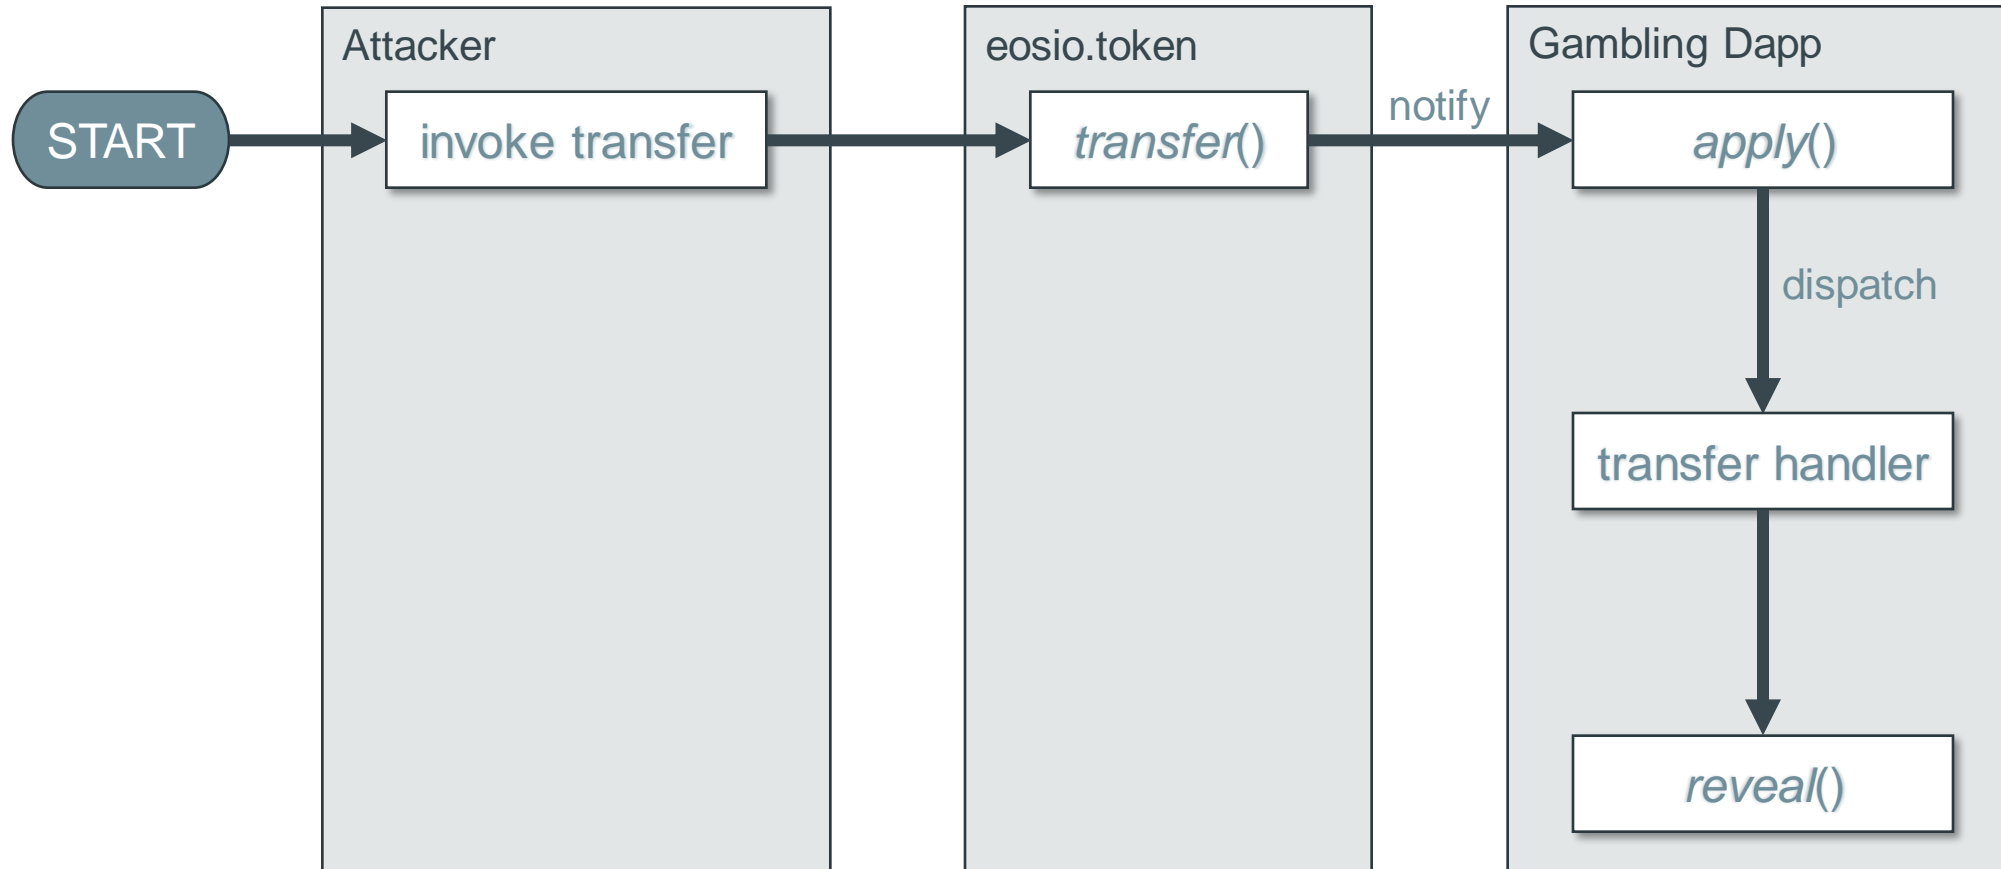 Attacker
eosio.token
Gambling Dapp
START
invoke transfer
transfer()
notify
apply()
dispatch
transfer handler
reveal()